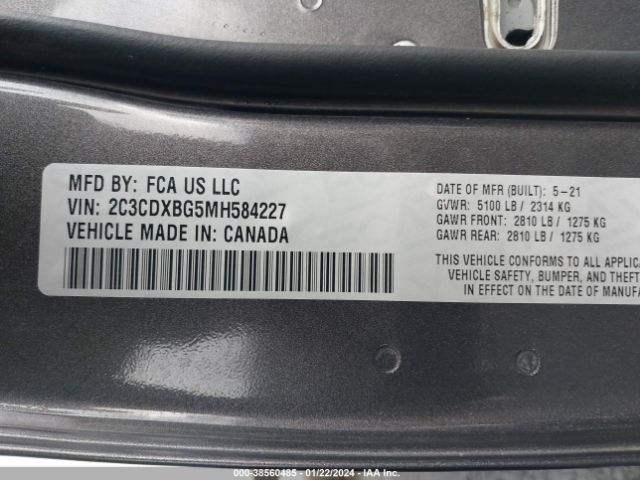 MFD BY: FCA US LLC
VIN: 2C3CDXBG5MH584227
VEHICLE MADE IN: CANADA
DATE OF MFR (BUILT): 5-21
GVWR: 5100 LB / 2314 KG
GAWR FRONT: 2810 LB / 1275 KG
GAWR REAR: 2810 LB / 1275 KG
THIS VEHICLE CONFORMS TO ALL
VEHICLE SAFETY, BUMPER, AND THEFT
IN EFFECT ON THE DATE OF
000-38560485 - 01/22/2024 - IAA Inc.